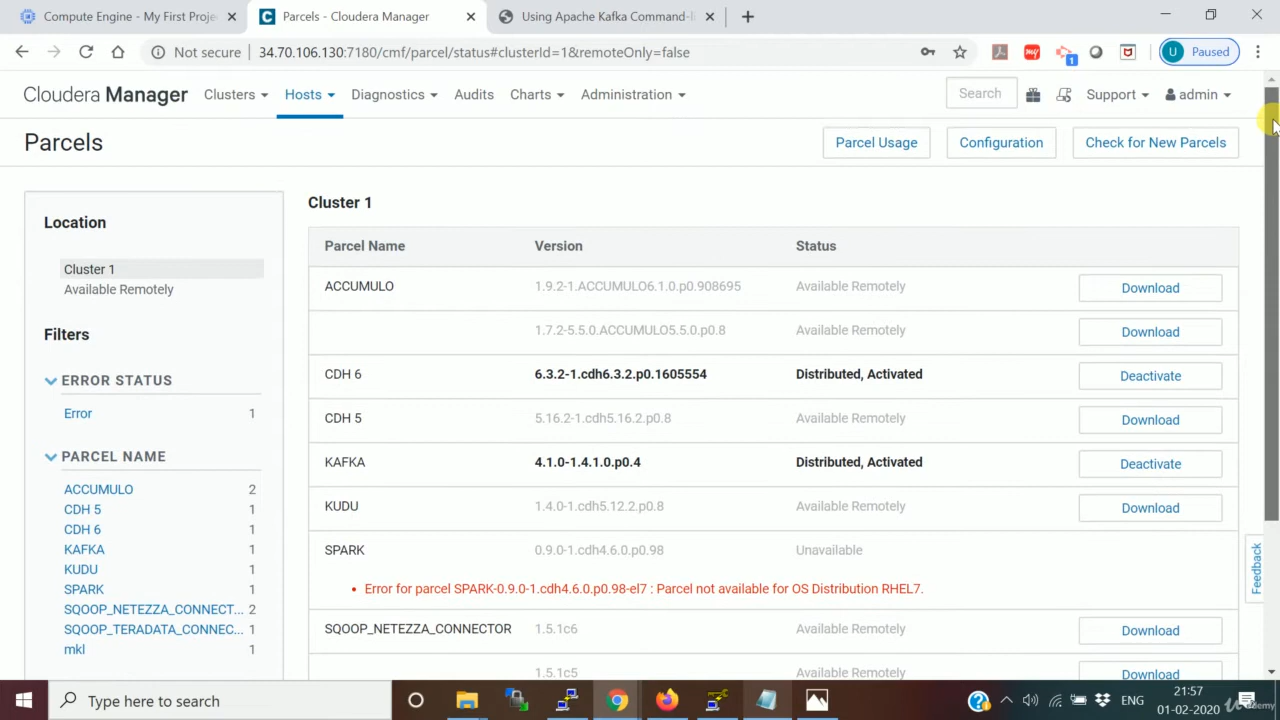 Compute Engine - My First Proje
Parcels - Cloudera Manager
Using Apache Kafka Command-l
Not secure
34.70.106.130:7180/cmf/parcel/status#clusterId=1&remoteOnly=false
1
U
Paused
Cloudera Manager
Clusters
Hosts
Diagnostics
Audits
Charts
Administration
Search
Support
admin
Parcels
Parcel Usage
Configuration
Check for New Parcels
Location
Cluster 1
Available Remotely
Filters
ERROR STATUS
Error 1
PARCEL NAME
ACCUMULO 2
CDH 5 1
CDH 6 1
KAFKA 1
KUDU 1
SPARK 1
SQOOP_NETEZZA_CONNECT... 2
SQOOP_TERADATA_CONNEC... 1
mkl 1
Cluster 1
Parcel Name Version Status
ACCUMULO 1.9.2-1.ACCUMULO6.1.0.p0.908695 Available Remotely Download
1.7.2-5.5.0.ACCUMULO5.5.0.p0.8 Available Remotely Download
CDH 6 6.3.2-1.cdh6.3.2.p0.1605554 Distributed, Activated Deactivate
CDH 5 5.16.2-1.cdh5.16.2.p0.8 Available Remotely Download
KAFKA 4.1.0-1.4.1.0.p0.4 Distributed, Activated Deactivate
KUDU 1.4.0-1.cdh5.12.2.p0.8 Available Remotely Download
SPARK 0.9.0-1.cdh4.6.0.p0.98 Unavailable
Error for parcel SPARK-0.9.0-1.cdh4.6.0.p0.98-el7 : Parcel not available for OS Distribution RHEL7.
SQOOP_NETEZZA_CONNECTOR 1.5.1c6 Available Remotely Download
1.5.1c5 Available Remotely Download
Feedback
Type here to search
ENG
21:57
01-02-2020
Udemy